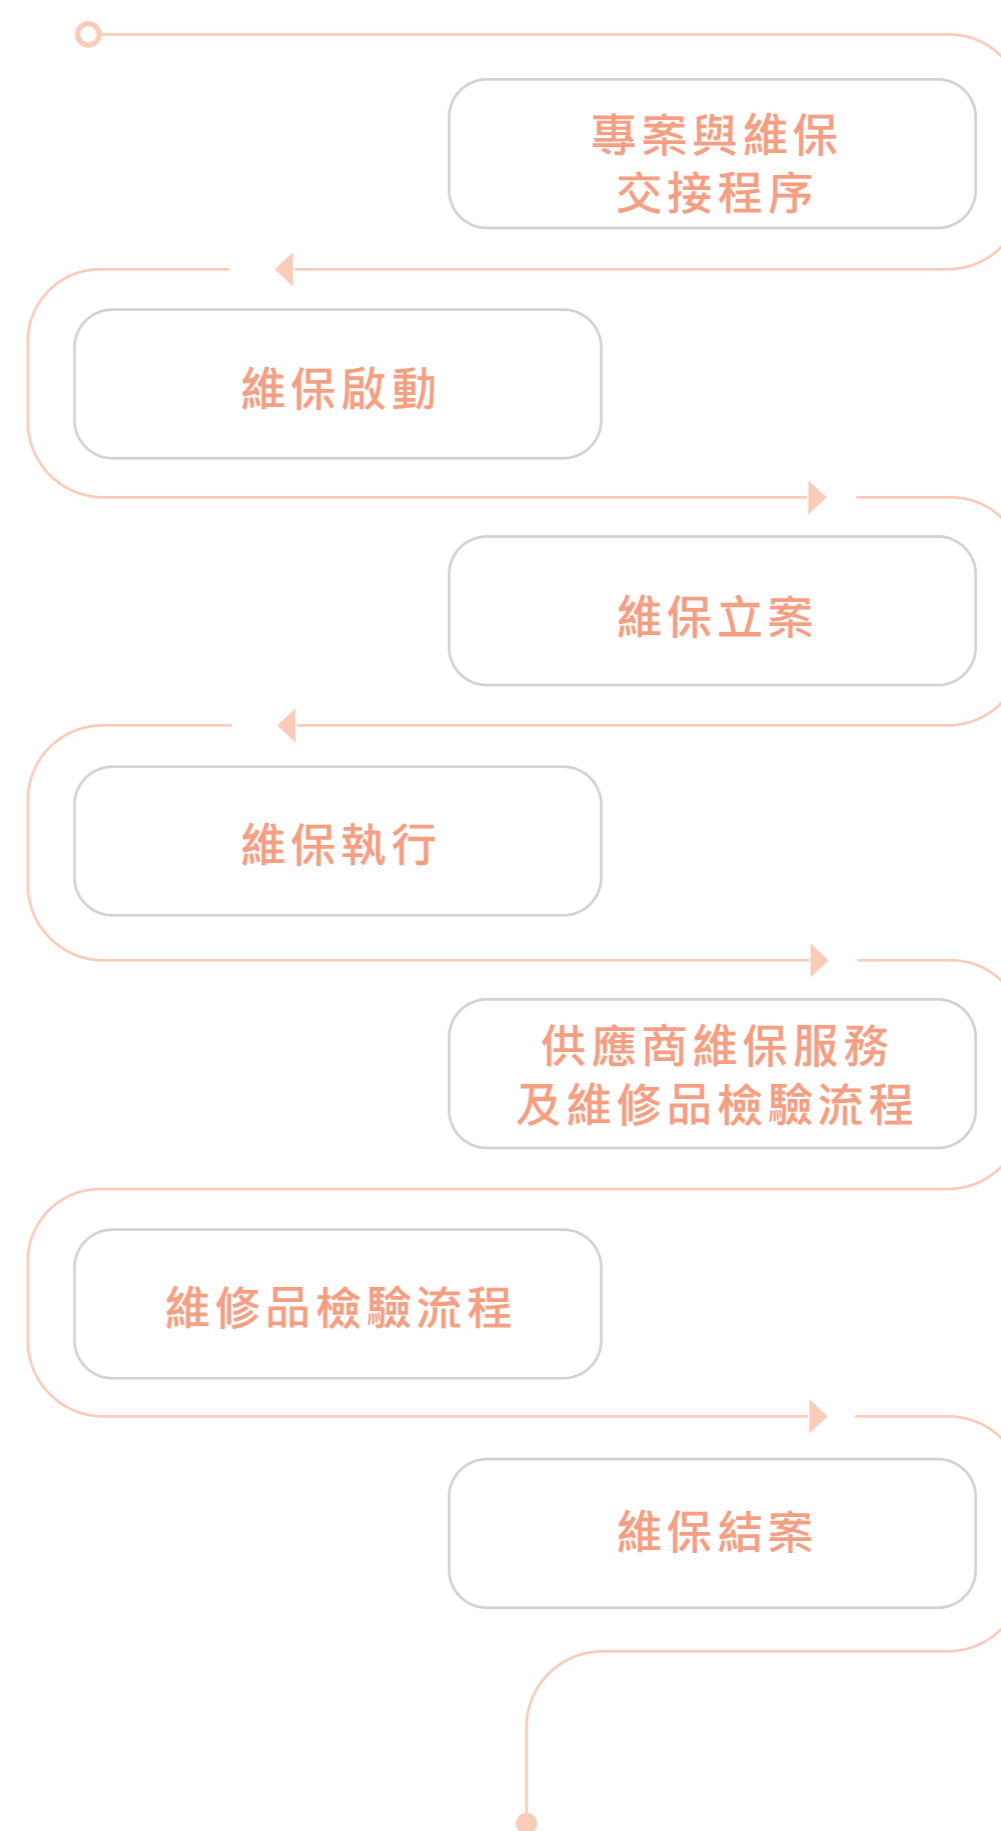 專案與維保
交接程序
維保啟動
維保立案
維保執行
供應商維保服務
及維修品檢驗流程
維修品檢驗流程
維保結案